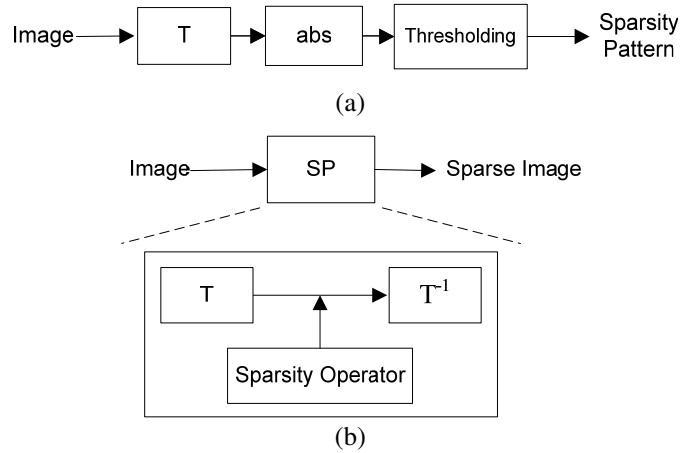 Image
T
abs
Thresholding
Sparsity
Pattern
(a)
Image
SP
Sparse Image
T
T-1
Sparsity Operator
(b)